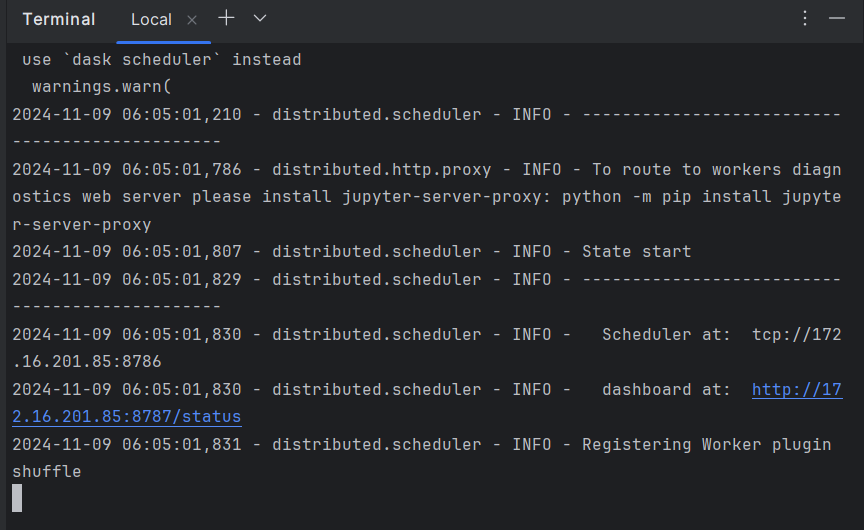 Terminal Local
use `dask scheduler` instead
warnings.warn(
2024-11-09 06:05:01,210 - distributed.scheduler - INFO - --------------------------
---------------------
2024-11-09 06:05:01,786 - distributed.http.proxy - INFO - To route to workers diagn
ostics web server please install jupyter-server-proxy: python -m pip install jupyte
r-server-proxy
2024-11-09 06:05:01,807 - distributed.scheduler - INFO - State start
2024-11-09 06:05:01,829 - distributed.scheduler - INFO - --------------------------
---------------------
2024-11-09 06:05:01,830 - distributed.scheduler - INFO -   Scheduler at:  tcp://172
.16.201.85:8786
2024-11-09 06:05:01,830 - distributed.scheduler - INFO -   dashboard at:  http://17
2.16.201.85:8787/status
2024-11-09 06:05:01,831 - distributed.scheduler - INFO - Registering Worker plugin
shuffle